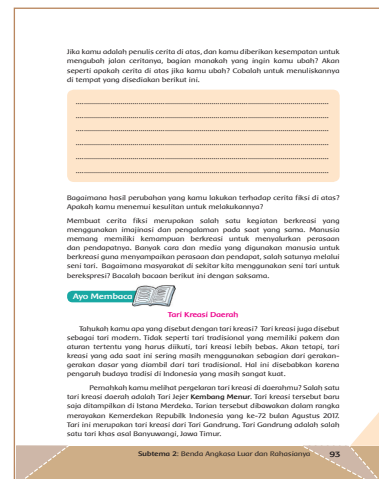 Jika kamu adalah penulis cerita di atas, dan kamu diberikan kesempatan untuk
mengubah jalan ceritanya, bagian manakah yang ingin kamu ubah? Akan
seperti apakah cerita di atas jika kamu ubah? Cobalah untuk menuliskannya
di tempat yang disediakan berikut ini.
Bagaimana hasil perubahan yang kamu lakukan terhadap cerita fiksi di atas?
Apakah kamu menemui kesulitan untuk melakukannya?
Membuat cerita fiksi merupakan salah satu kegiatan berkreasi yang
menggunakan imajinasi dan pengalaman pada saat yang sama. Manusia
memang memiliki kemampuan berkreasi untuk menyalurkan perasaan
dan pendapatnya. Banyak cara dan media yang digunakan manusia untuk
berkreasi guna menyampaikan perasaan dan pendapat, salah satunya melalui
seni tari. Bagaimana masyarakat di sekitar kita menggunakan seni tari untuk
berekspresi? Bacalah bacaan berikut ini dengan saksama.
Ayo Membaca
Tari Kreasi Daerah
Tahukah kamu apa yang disebut dengan tari kreasi? Tari kreasi juga disebut
sebagai tari modern. Tidak seperti tari tradisional yang memiliki pakem dan
aturan tertentu yang harus diikuti, tari kreasi lebih bebas. Akan tetapi, tari
kreasi yang ada saat ini sering masih menggunakan sebagian dari gerakan-
gerakan dasar yang diambil dari tari tradisional. Hal ini disebabkan karena
pengaruh budaya tradisi di Indonesia yang masih sangat kuat.
Pernahkah kamu melihat pergelaran tari kreasi di daerahmu? Salah satu
tari kreasi daerah adalah Tari Jejer Kembang Menur. Tari kreasi tersebut baru
saja ditampilkan di Istana Merdeka. Tarian tersebut dibawakan dalam rangka
merayakan Kemerdekan Republik Indonesia yang ke-72 bulan Agustus 2017.
Tari ini merupakan tari kreasi dari Tari Gandrung. Tari Gandrung adalah salah
satu tari khas asal Banyuwangi, Jawa Timur.
Subtema 2: Benda Angkasa Luar dan Rahasianya 93